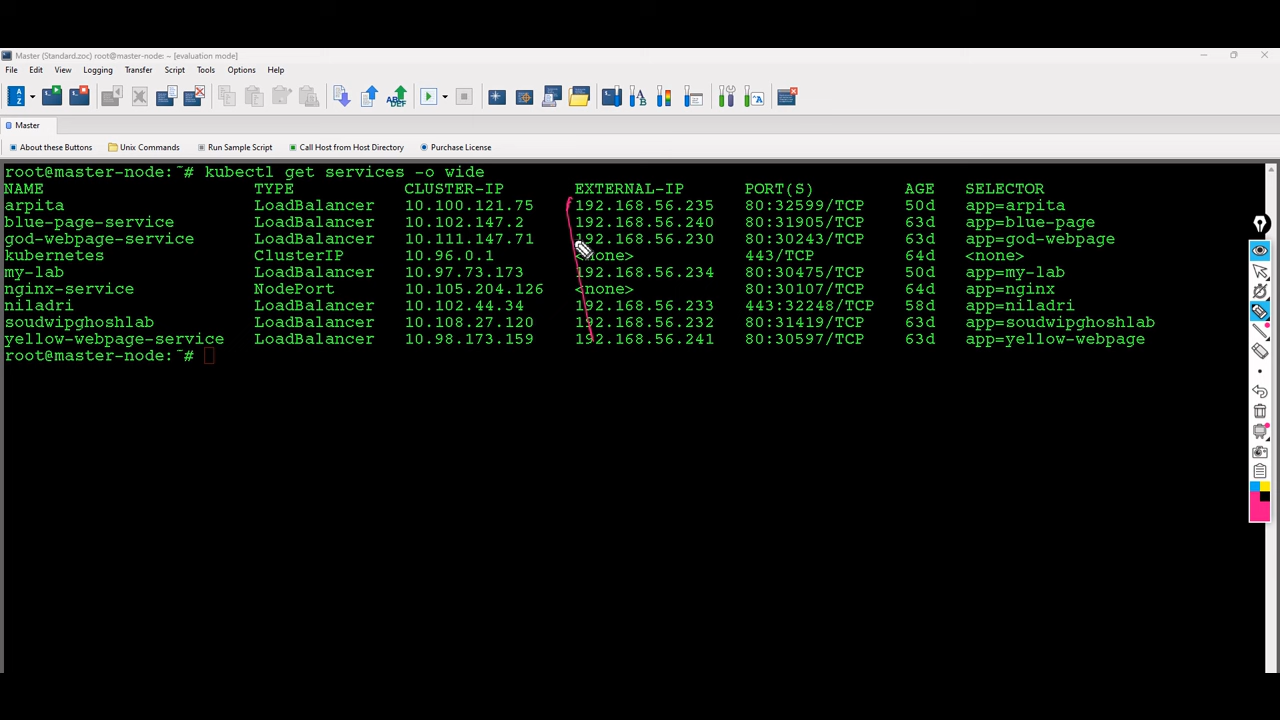 Master (Standard.zoc) root@master-node: ~ [evaluation mode]
File Edit View Logging Transfer Script Tools Options Help
Master
About these Buttons Unix Commands Run Sample Script Call Host from Host Directory Purchase License
root@master-node:~# kubectl get services -o wide
NAME TYPE CLUSTER-IP EXTERNAL-IP PORT(S) AGE SELECTOR
arpita LoadBalancer 10.100.121.75 192.168.56.235 80:32599/TCP 50d app=arpita
blue-page-service LoadBalancer 10.102.147.2 192.168.56.240 80:31905/TCP 63d app=blue-page
god-webpage-service LoadBalancer 10.111.147.71 192.168.56.230 80:30243/TCP 63d app=god-webpage
kubernetes ClusterIP 10.96.0.1 <none> 443/TCP 64d <none>
my-lab LoadBalancer 10.97.73.173 192.168.56.234 80:30475/TCP 50d app=my-lab
nginx-service NodePort 10.105.204.126 <none> 80:30107/TCP 64d app=nginx
niladri LoadBalancer 10.102.44.34 192.168.56.233 443:32248/TCP 58d app=niladri
soudwipghoshlab LoadBalancer 10.108.27.120 192.168.56.232 80:31419/TCP 63d app=soudwipghoshlab
yellow-webpage-service LoadBalancer 10.98.173.159 192.168.56.241 80:30597/TCP 63d app=yellow-webpage
root@master-node:~#